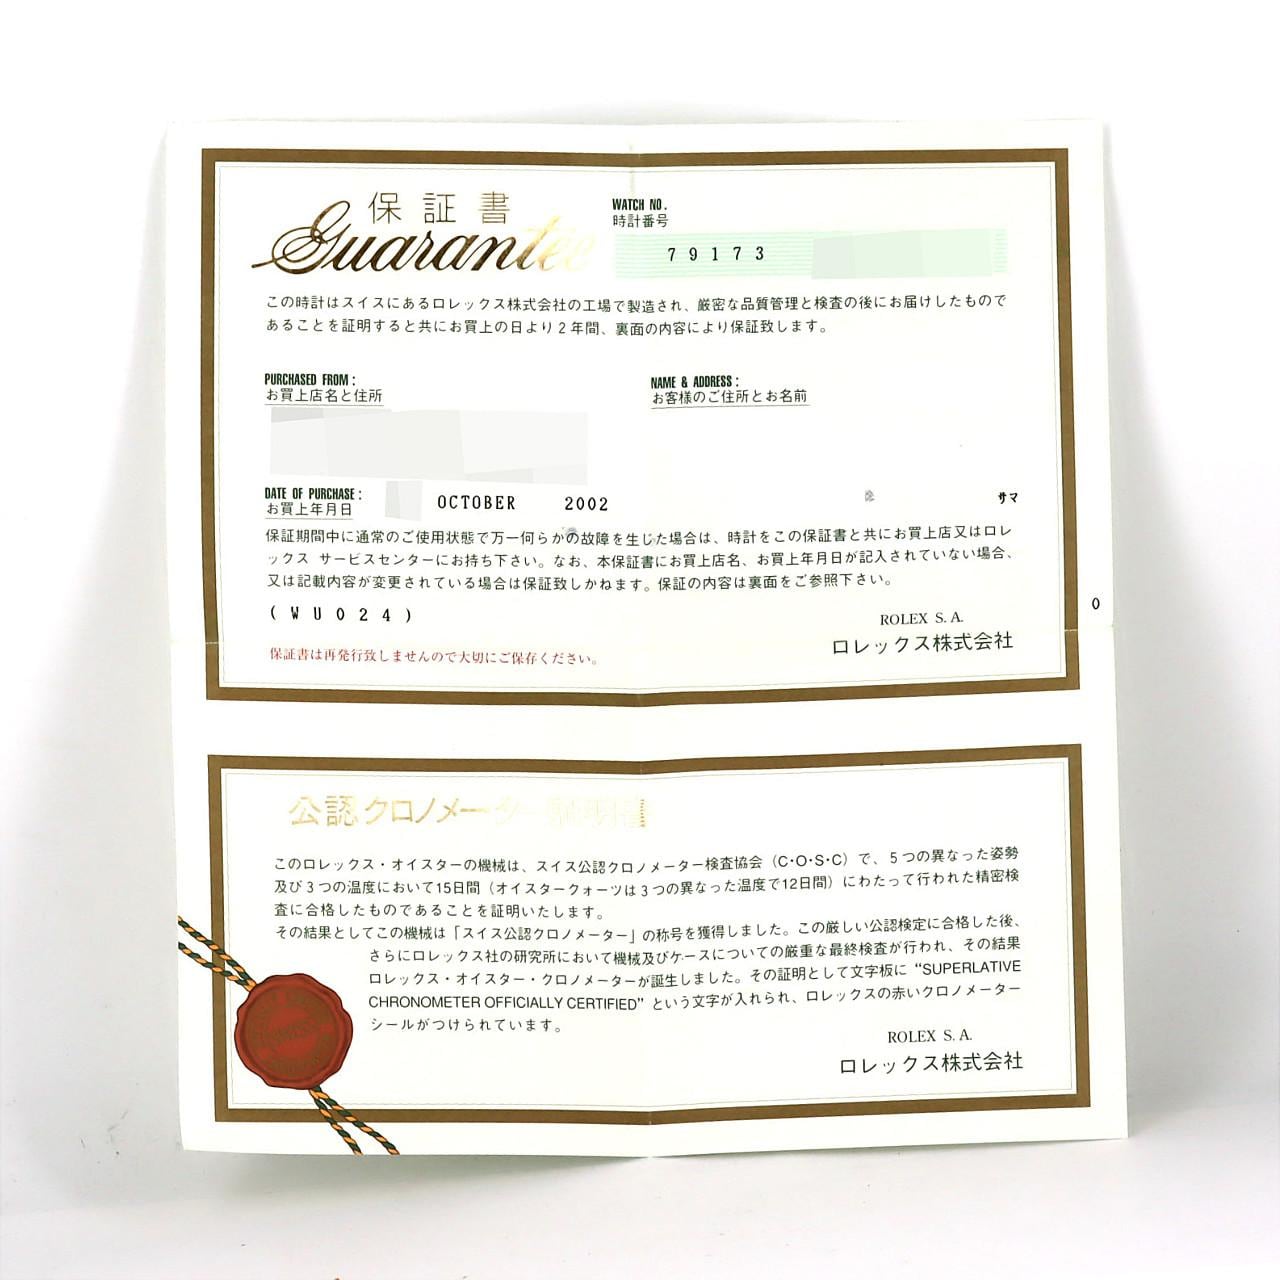 保証書
Guarantee
WATCH NO.
時計番号
79173
この時計はスイスにあるロレックス株式会社の工場で製造され、厳密な品質管理と検査の後にお届けしたもので
あることを証明すると共にお買上の日より2年間、裏面の内容により保証致します。
PURCHASED FROM:
お買上店名と住所
NAME & ADDRESS:
お客様のご住所とお名前
DATE OF PURCHASE:
お買上年月日
OCTOBER 2002
サマ
保証期間中に通常のご使用状態で万一何らかの故障を生じた場合は、時計をこの保証書と共にお買上店又はロレ
ックス サービスセンターにお持ち下さい。なお、本保証書にお買上店名、お買上年月日が記入されていない場合、
又は記載内容が変更されている場合は保証致しかねます。保証の内容は裏面をご参照下さい。
(WU024)
0
ROLEX S.A.
ロレックス株式会社
保証書は再発行致しませんので大切にご保存ください。
公認クロノメーター証明書
このロレックス・オイスターの機械は、スイス公認クロノメーター検査協会(C・O・S・C)で、5つの異なった姿勢
及び3つの温度において15日間(オイスタークォーツは3つの異なった温度で12日間)にわたって行われた精密検
査に合格したものであることを証明いたします。
その結果としてこの機械は「スイス公認クロノメーター」の称号を獲得しました。この厳しい公認検定に合格した後、
さらにロレックス社の研究所において機械及びケースについての厳重な最終検査が行われ、その結果
ロレックス・オイスター・クロノメーターが誕生しました。その証明として文字板に“SUPERLATIVE
CHRONOMETER OFFICIALLY CERTIFIED”という文字が入れられ、ロレックスの赤いクロノメーター
シールがつけられています。
ROLEX S.A.
ロレックス株式会社